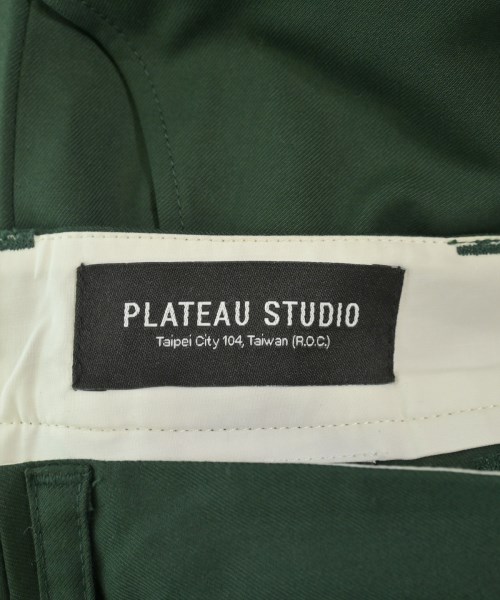 PLATEAU STUDIO
Taipei City 104, Taiwan (R.O.C.)